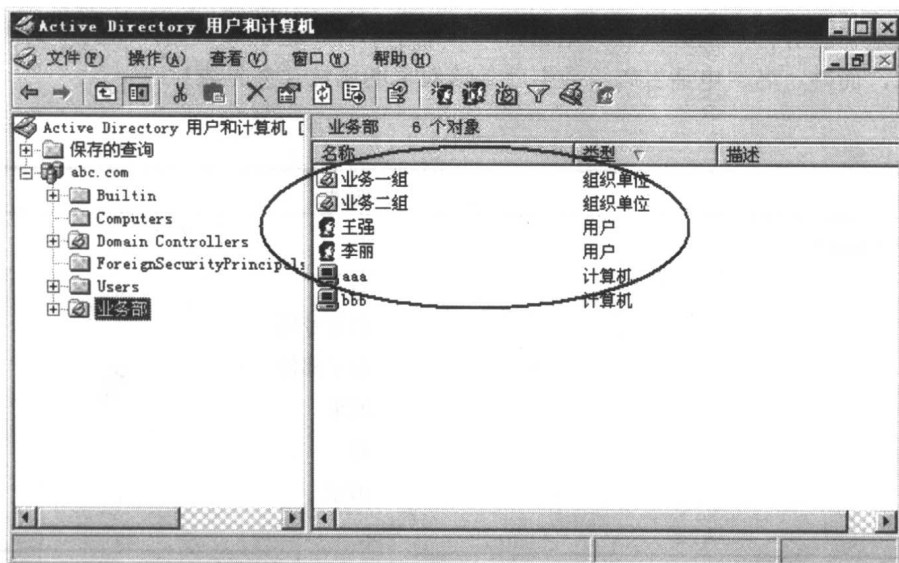 Active Directory 用户和计算机
文件(F) 操作(A) 查看(V) 窗口(W) 帮助(H)
Active Directory 用户和计算机 [
保存的查询
abc.com
Builtin
Computers
Domain Controllers
ForeignSecurityPrincipals
Users
业务部
业务部 6 个对象
名称 类型 描述
业务一组 组织单位
业务二组 组织单位
王强 用户
李丽 用户
aaa 计算机
bbb 计算机